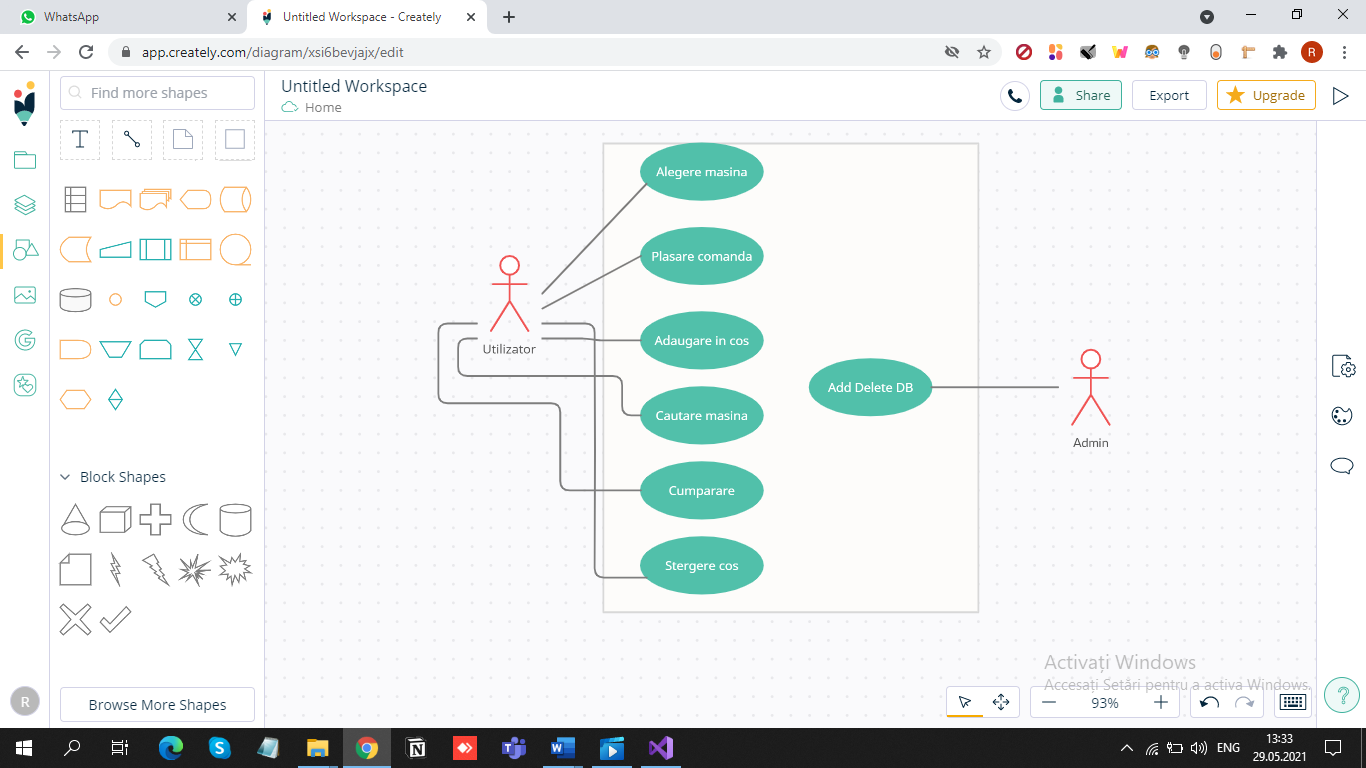 WhatsApp
Untitled Workspace - Creately
app.creately.com/diagram/xsi6bevjajx/edit
R
Find more shapes
Untitled Workspace
Home
Share
Export
Upgrade
T
Alegere masina
Plasare comanda
Utilizator
Adaugare in cos
Add Delete DB
Cautare masina
Admin
Block Shapes
Cumparare
Stergere cos
Activați Windows
Accesați Setări pentru a activa Windows.
R
Browse More Shapes
93%
?
ENG
13:33
29.05.2021